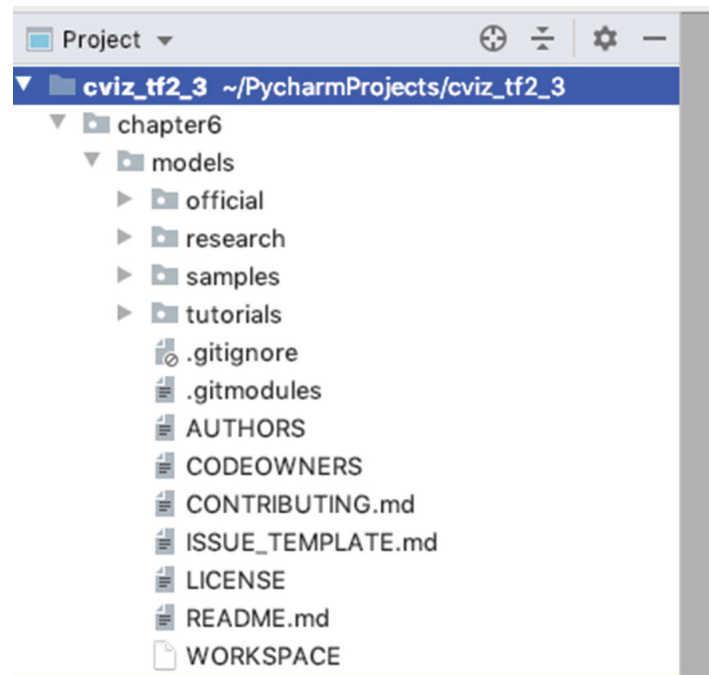 Project
cviz_tf2_3 ~/PycharmProjects/cviz_tf2_3
chapter6
models
official
research
samples
tutorials
.gitignore
.gitmodules
AUTHORS
CODEOWNERS
CONTRIBUTING.md
ISSUE_TEMPLATE.md
LICENSE
README.md
WORKSPACE